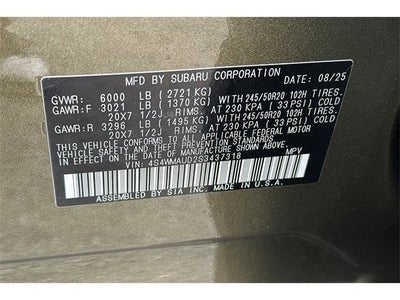 MFD BY SUBARU CORPORATION DATE: 08/25
GVWR: 6000 LB (2721 KG)
GAWR:F 3021 LB (1370 KG) WITH 245/50R20 102H TIRES.
20X7 1/2J RIMS. AT 230 KPA ( 33 PSI) COLD
GAWR:R 3296 LB (1495 KG) WITH 245/50R20 102H TIRES.
20X7 1/2J RIMS. AT 230 KPA ( 33 PSI) COLD
THIS VEHICLE CONFORMS TO ALL APPLICABLE FEDERAL MOTOR
VEHICLE SAFETY AND THEFT PREVENTION STANDARDS
IN EFFECT ON THE DATE OF MANUFACTURE SHOWN ABOVE.
VIN: 4S4WMAUD2S3437318 MPV
ASSEMBLED BY SIA INC. MADE IN U.S.A.